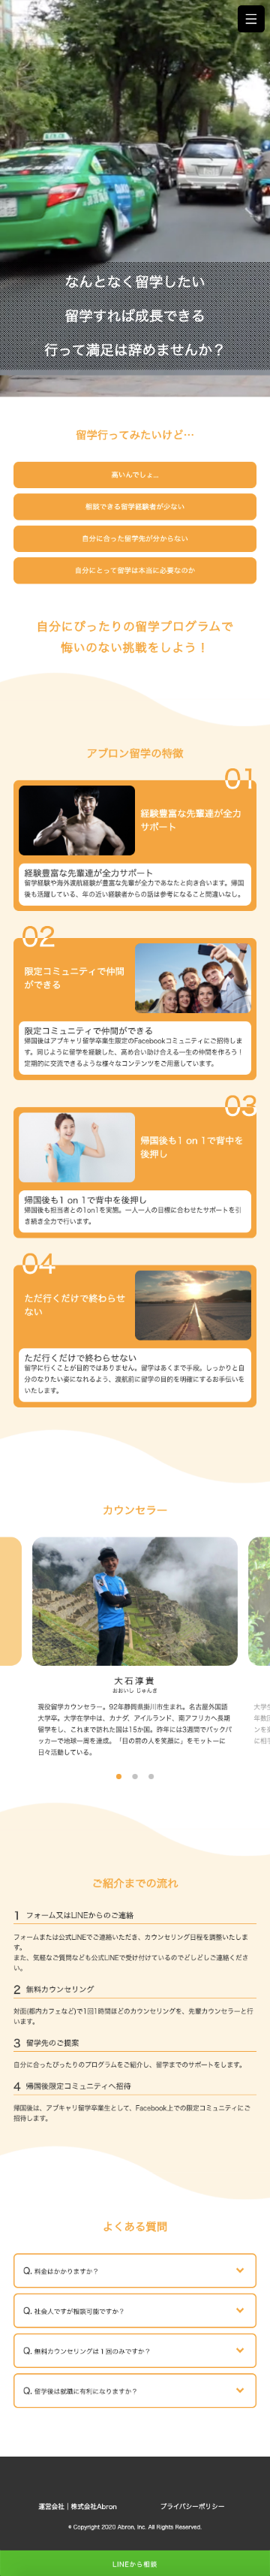 なんとなく留学したい
留学すれば成長できる
行って満足は辞めませんか？
留学行ってみたいけど…
高いんでしょ...
相談できる留学経験者が少ない
自分に合った留学先が分からない
自分にとって留学は本当に必要なのか
自分にぴったりの留学プログラムで
悔いのない挑戦をしよう！
アブロン留学の特徴
01
経験豊富な先輩達が全力
サポート
経験豊富な先輩達が全力サポート
留学経験や海外渡航経験が豊富な先輩が全力であなたと向き合います。帰国
後も活躍している、年の近い経験者からの話は参考になること間違いなし。
02
限定コミュニティで仲間
ができる
限定コミュニティで仲間ができる
帰国後はアブキャリ留学卒業生限定のFacebookコミュニティにご招待しま
す。同じように留学を経験した、高め合い助け合える一生の仲間を作ろう！
定期的に交流できるような様々なコンテンツをご用意しています。
03
帰国後も1 on 1で背中を
後押し
帰国後も1 on 1で背中を後押し
帰国後も担当者との1on1を実施。一人一人の目標に合わせたサポートを引
き続き全力で行います。
04
ただ行くだけで終わらせ
ない
ただ行くだけで終わらせない
留学に行くことが目的ではありません。留学はあくまで手段。しっかりと自
分のなりたい姿になれるよう、渡航前に留学の目的を明確にするお手伝いを
いたします。
カウンセラー
大石淳貴
おおいし じゅんき
現役留学カウンセラー。92年静岡県掛川市生まれ。名古屋外国語
大学卒。大学在学中は、カナダ、アイルランド、南アフリカへ長期
留学をし、これまで訪れた国は15か国。昨年には3週間でバックパ
ッカーで地球一周を達成。「目の前の人を笑顔に」をモットーに
日々活動している。
ご紹介までの流れ
1 フォーム又はLINEからのご連絡
フォームまたは公式LINEでご連絡いただき、カウンセリング日程を調整いたしま
す。
また、気軽なご質問なども公式LINEで受け付けているのでどしどしご連絡くださ
い。
2 無料カウンセリング
対面(都内カフェなど)で1回1時間ほどのカウンセリングを、先輩カウンセラーと行
います。
3 留学先のご提案
自分に合ったぴったりのプログラムをご紹介し、留学までのサポートをします。
4 帰国後限定コミュニティへ招待
帰国後は、アブキャリ留学卒業生として、Facebook上での限定コミュニティにご
招待します。
よくある質問
Q. 料金はかかりますか？
Q. 社会人ですが相談可能ですか？
Q. 無料カウンセリングは１回のみですか？
Q. 留学後は就職に有利になりますか？
運営会社｜株式会社Abron
プライバシーポリシー
© Copyright 2020 Abron, Inc. All Rights Reserved.
LINEから相談